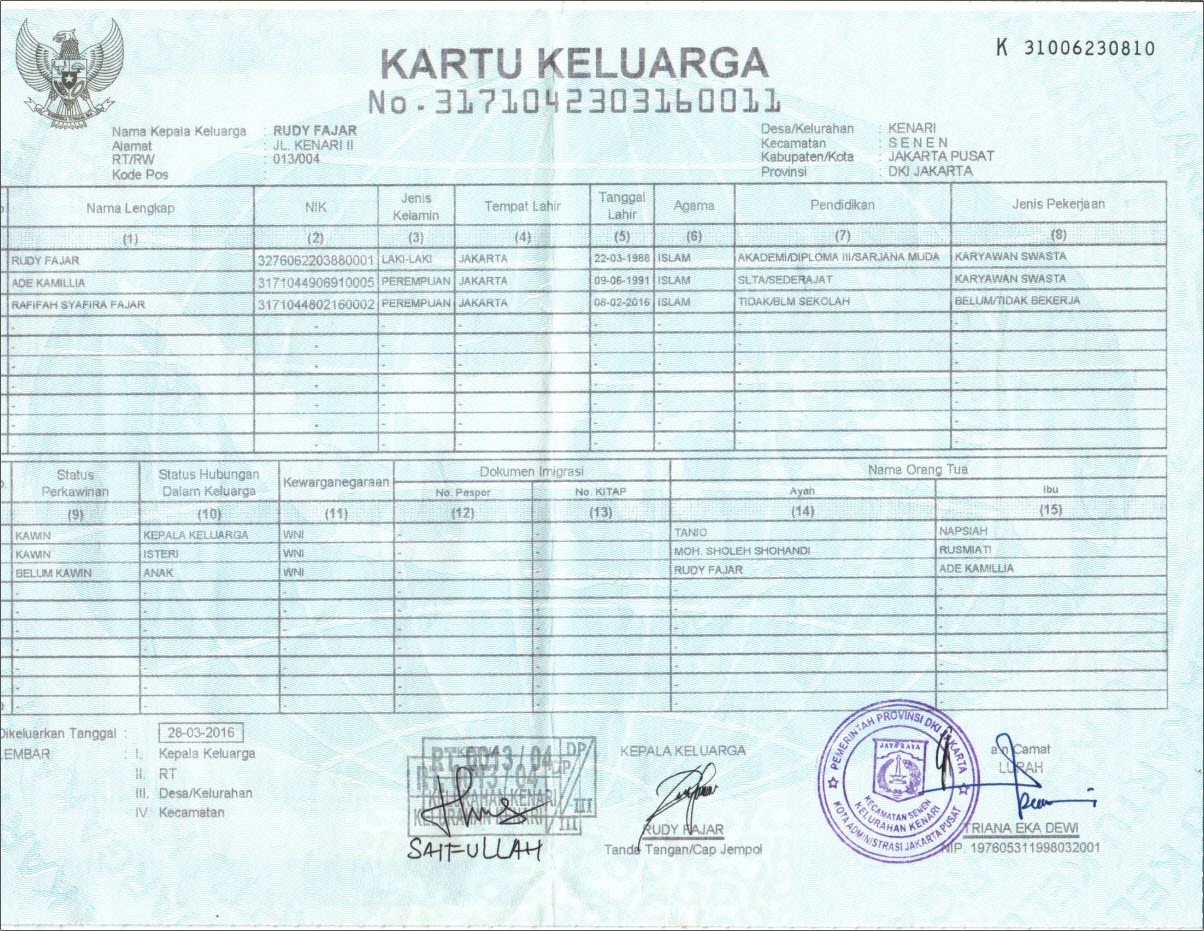 K 31006230810
KARTU KELUARGA
No. 3171042303160011
Nama Kepala Keluarga : RUDY FAJAR
Alamat : JL. KENARI II
RT/RW : 013/004
Kode Pos :
Desa/Kelurahan : KENARI
Kecamatan : SENEN
Kabupaten/Kota : JAKARTA PUSAT
Provinsi : DKI JAKARTA
Nama Lengkap NIK Jenis Kelamin Tempat Lahir Tanggal Lahir Agama Pendidikan Jenis Pekerjaan
(1) (2) (3) (4) (5) (6) (7) (8)
RUDY FAJAR 3276062203880001 LAKI-LAKI JAKARTA 22-03-1988 ISLAM AKADEMI/DIPLOMA III/SARJANA MUDA KARYAWAN SWASTA
ADE KAMILLIA 3171044906910005 PEREMPUAN JAKARTA 09-06-1991 ISLAM SLTA/SEDERAJAT KARYAWAN SWASTA
RAFIFAH SYAFIRA FAJAR 3171044802160002 PEREMPUAN JAKARTA 08-02-2016 ISLAM TIDAK/BLM SEKOLAH BELUM/TIDAK BEKERJA
Status Perkawinan Status Hubungan Dalam Keluarga Kewarganegaraan Dokumen Imigrasi Nama Orang Tua
No. Paspor No. KITAP Ayah Ibu
(9) (10) (11) (12) (13) (14) (15)
KAWIN KEPALA KELUARGA WNI - - TANIO NAPSIAH
KAWIN ISTERI WNI - - MOH. SHOLEH SHOHANDI RUSMIATI
BELUM KAWIN ANAK WNI - - RUDY FAJAR ADE KAMILLIA
Dikeluarkan Tanggal : 28-03-2016
LEMBAR : I. Kepala Keluarga
II. RT
III. Desa/Kelurahan
IV. Kecamatan
RT. 0013 / 04 DP/
KELURAHAN KENARI /III
SAIFULLAH
KEPALA KELUARGA
RUDY FAJAR
Tanda Tangan/Cap Jempol
PEMERINTAH PROVINSI DKI JAKARTA
JAYA RAYA
KECAMATAN SENEN
KELURAHAN KENARI
KOTA ADMINISTRASI JAKARTA PUSAT
a.n Camat
LURAH
TRIANA EKA DEWI
NIP. 197605311998032001